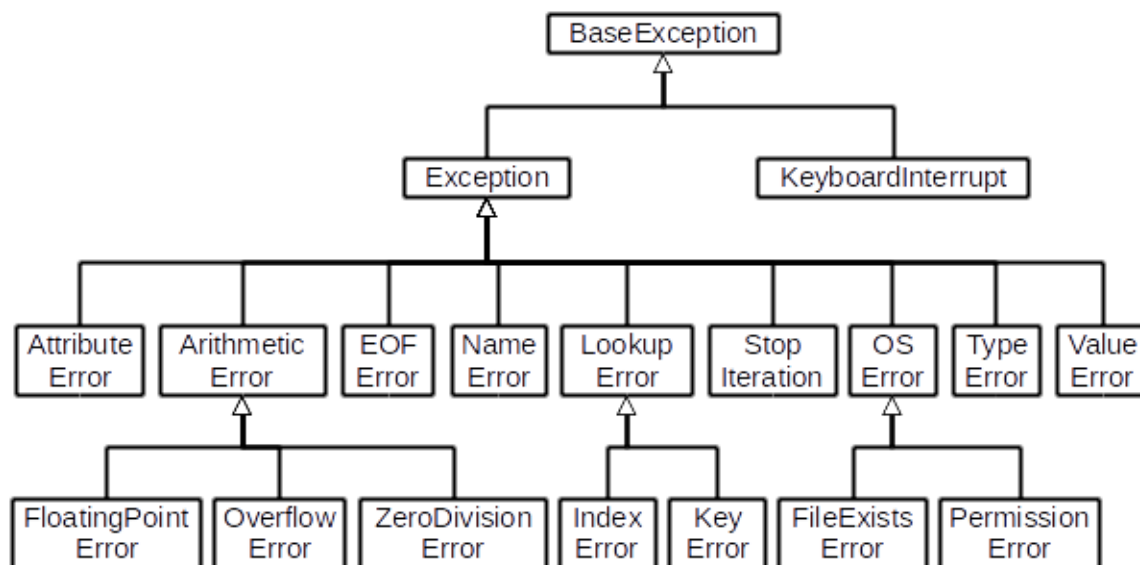 BaseException
Exception
KeyboardInterrupt
Attribute
Error
Arithmetic
Error
EOF
Error
Name
Error
Lookup
Error
Stop
Iteration
OS
Error
Type
Error
Value
Error
FloatingPoint
Error
Overflow
Error
ZeroDivision
Error
Index
Error
Key
Error
FileExists
Error
Permission
Error